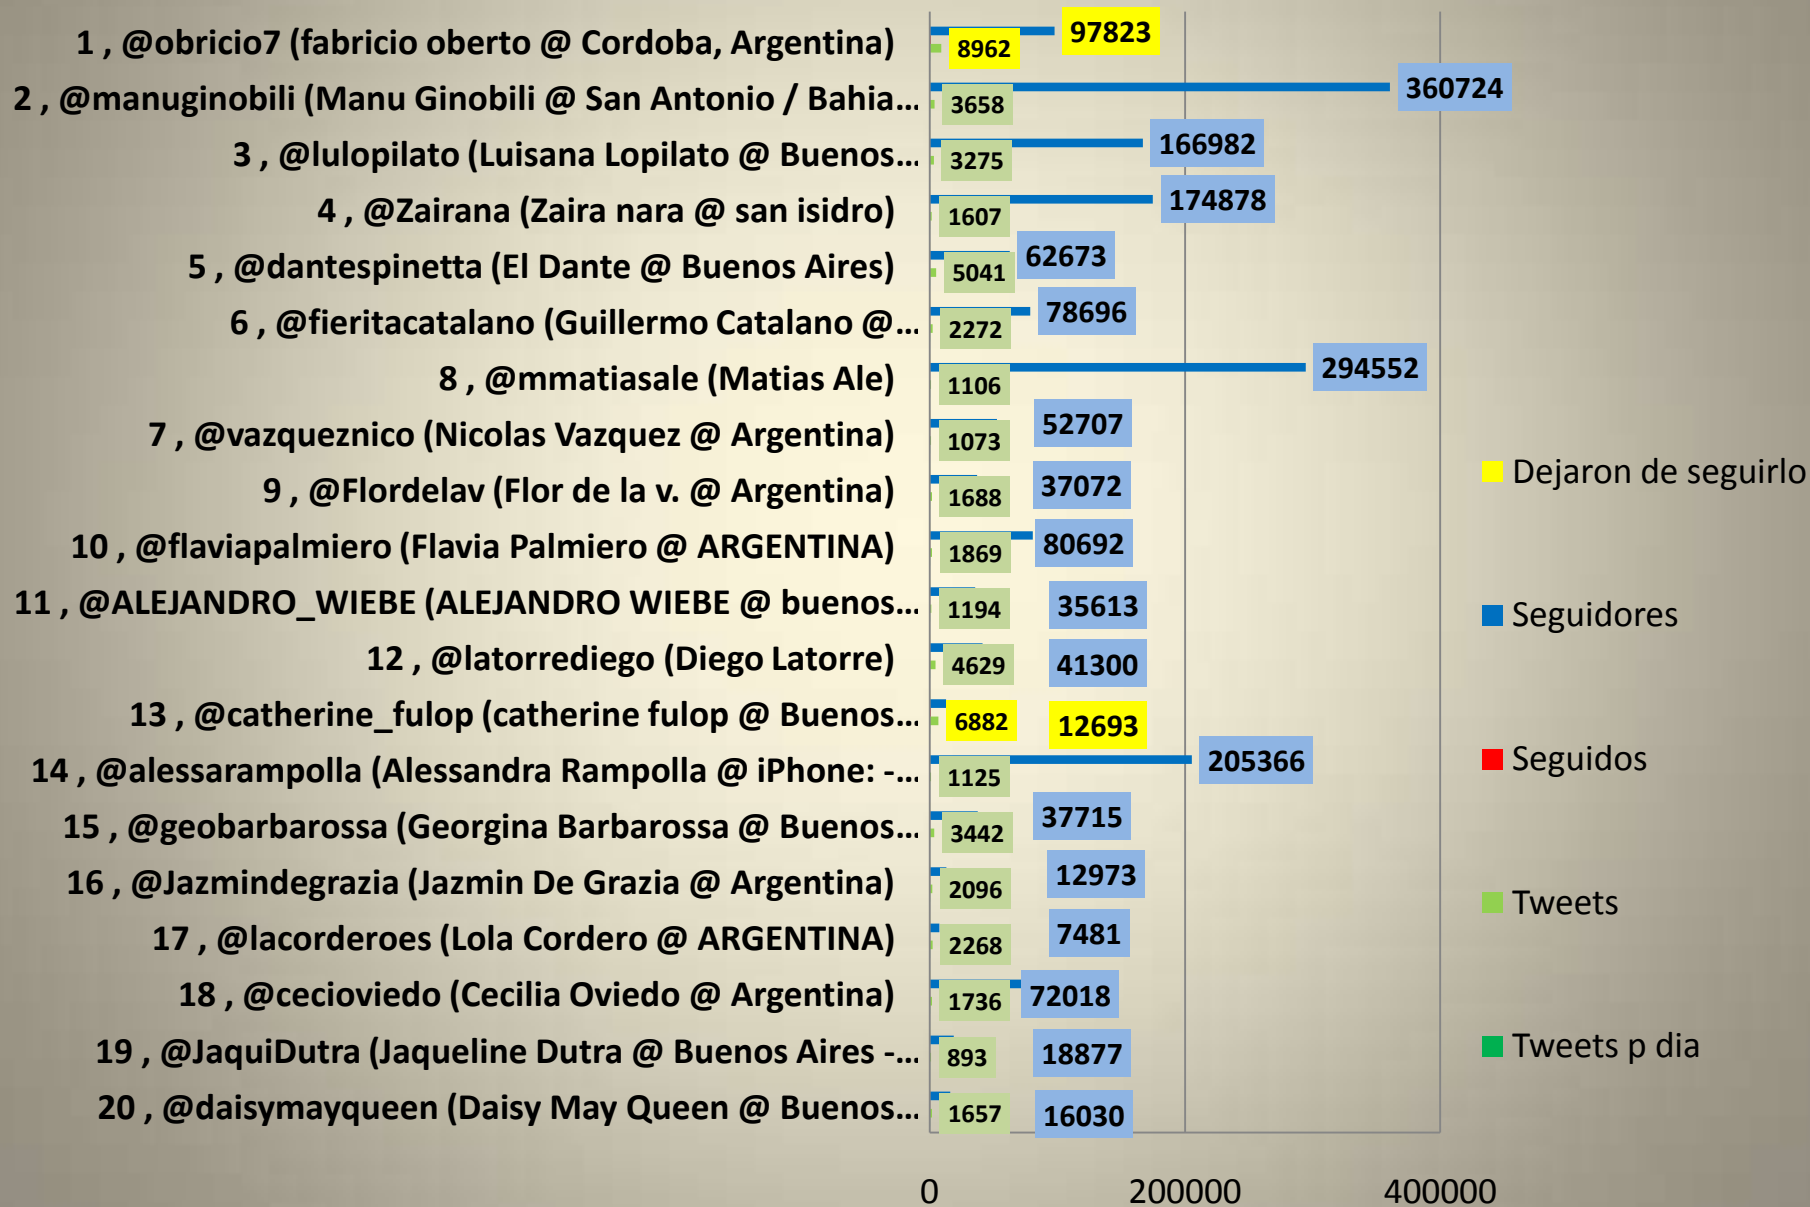 1 , @obricio7 (fabricio oberto @ Cordoba, Argentina) 8962 97823
2 , @manuginobili (Manu Ginobili @ San Antonio / Bahia... 3658 360724
3 , @lulopilato (Luisana Lopilato @ Buenos... 3275 166982
4 , @Zairana (Zaira nara @ san isidro) 1607 174878
5 , @dantespinetta (El Dante @ Buenos Aires) 5041 62673
6 , @fieritacatalano (Guillermo Catalano @... 2272 78696
8 , @mmatiasale (Matias Ale) 1106 294552
7 , @vazqueznico (Nicolas Vazquez @ Argentina) 1073 52707
9 , @Flordelav (Flor de la v. @ Argentina) 1688 37072
10 , @flaviapalmiero (Flavia Palmiero @ ARGENTINA) 1869 80692
11 , @ALEJANDRO_WIEBE (ALEJANDRO WIEBE @ buenos... 1194 35613
12 , @latorrediego (Diego Latorre) 4629 41300
13 , @catherine_fulop (catherine fulop @ Buenos... 6882 12693
14 , @alessarampolla (Alessandra Rampolla @ iPhone: -... 1125 205366
15 , @geobarbarossa (Georgina Barbarossa @ Buenos... 3442 37715
16 , @Jazmindegrazia (Jazmin De Grazia @ Argentina) 2096 12973
17 , @lacorderoes (Lola Cordero @ ARGENTINA) 2268 7481
18 , @cecioviedo (Cecilia Oviedo @ Argentina) 1736 72018
19 , @JaquiDutra (Jaqueline Dutra @ Buenos Aires -... 893 18877
20 , @daisymayqueen (Daisy May Queen @ Buenos... 1657 16030
0 200000 400000
Dejaron de seguirlo
Seguidores
Seguidos
Tweets
Tweets p dia